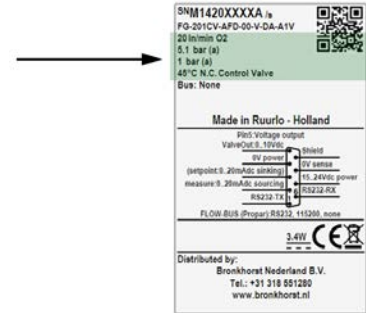 SNM1420XXXXA /B
FG-201CV-AFD-00-V-DA-A1V
20 ln/min O2
5.1 bar (a)
1 bar (a)
45°C N.C. Control Valve
Bus: None
Made in Ruurlo - Holland
Pin5:Voltage output
ValveOut:0..10Vdc
Shield
0V power
0V sense
(setpoint:0..20mAdc sinking)
15..24Vdc power
measure:0..20mAdc sourcing
RS232-RX
RS232-TX
FLOW-BUS (Propar):RS232, 115200, none
3.4W CE
Distributed by:
Bronkhorst Nederland B.V.
Tel.: +31 318 551280
www.bronkhorst.nl